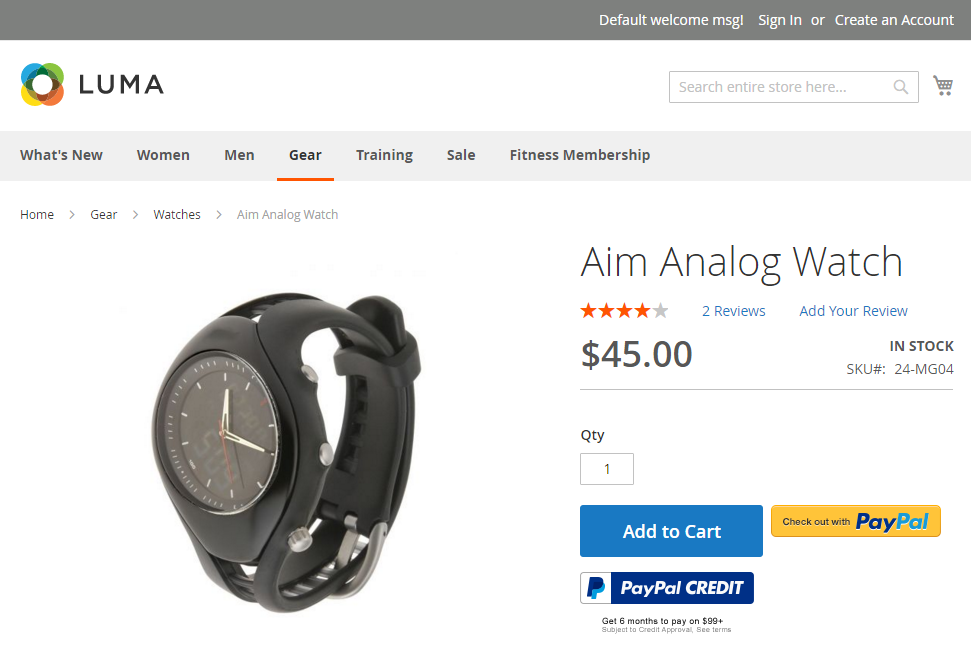 Default welcome msg! Sign In or Create an Account
LUMA
Search entire store here...
What's New Women Men Gear Training Sale Fitness Membership
Home > Gear > Watches > Aim Analog Watch
Aim Analog Watch
2 Reviews Add Your Review
$45.00
IN STOCK
SKU#: 24-MG04
Qty
1
Add to Cart
Check out with PayPal
PayPal CREDIT
Get 6 months to pay on $99+
Subject to Credit Approval, See terms